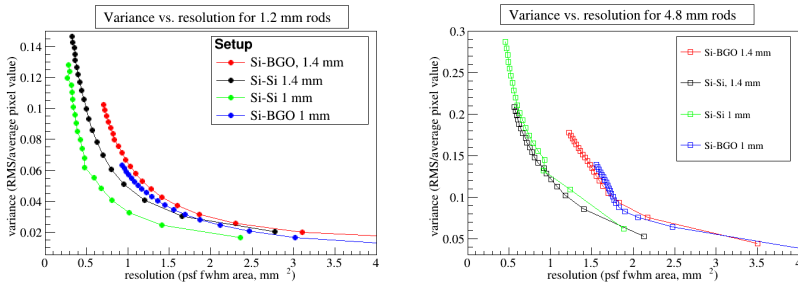 Variance vs. resolution for 1.2 mm rods
variance (RMS/average pixel value)
0.14
0.12
0.1
0.08
0.06
0.04
0.02
Setup
Si-BGO, 1.4 mm
Si-Si 1.4 mm
Si-Si 1 mm
Si-BGO 1 mm
0 0.5 1 1.5 2 2.5 3 3.5 4
resolution (psf fwhm area, mm 2)
Variance vs. resolution for 4.8 mm rods
variance (RMS/average pixel value)
0.3
0.25
0.2
0.15
0.1
0.05
Si-BGO 1.4 mm
Si-Si, 1.4 mm
Si-Si 1 mm
Si-BGO 1 mm
0 0.5 1 1.5 2 2.5 3 3.5 4
resolution (psf fwhm area, mm 2)